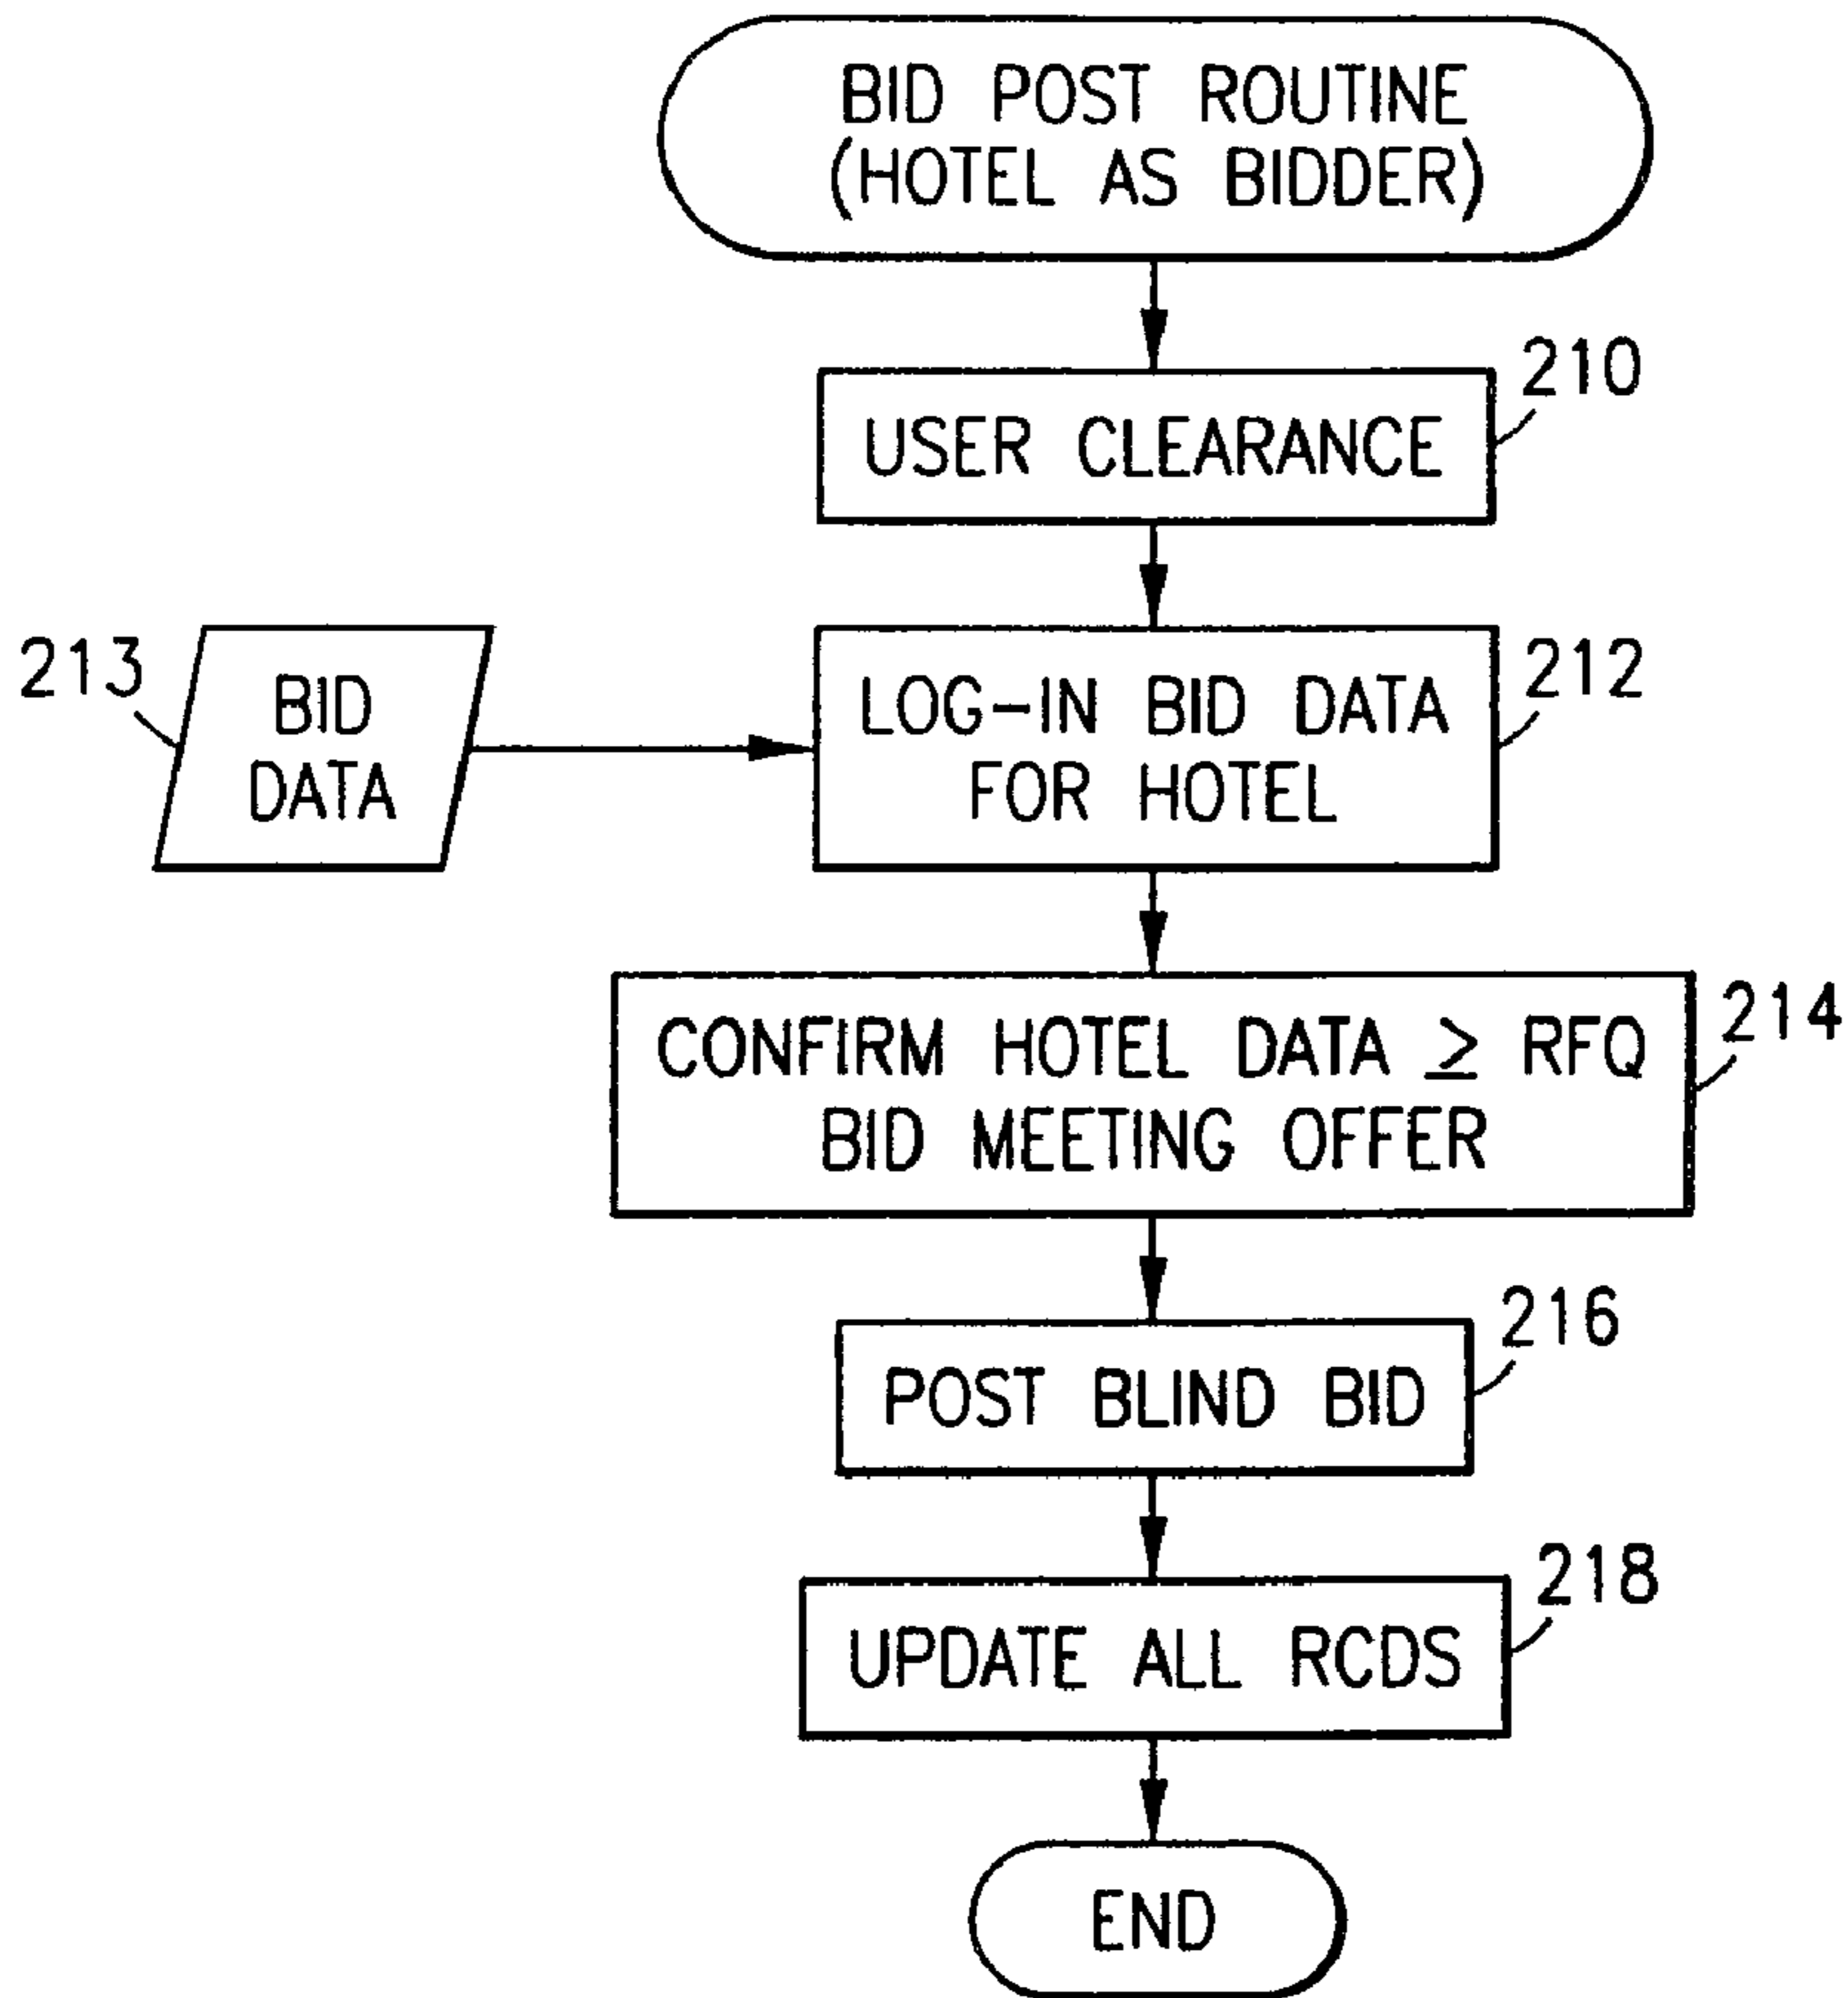 BID POST ROUTINE
(HOTEL AS BIDDER)
210
USER CLEARANCE
213
BID
DATA
212
LOG-IN BID DATA
FOR HOTEL
214
CONFIRM HOTEL DATA ≥ RFQ
BID MEETING OFFER
216
POST BLIND BID
218
UPDATE ALL RCDS
END